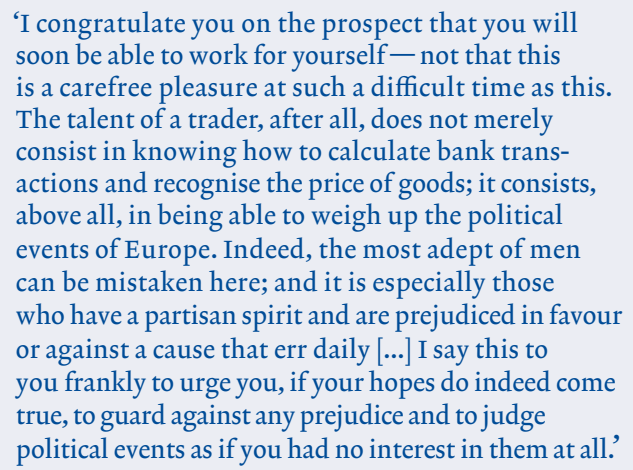 ‘I congratulate you on the prospect that you will
soon be able to work for yourself — not that this
is a carefree pleasure at such a difficult time as this.
The talent of a trader, after all, does not merely
consist in knowing how to calculate bank trans-
actions and recognise the price of goods; it consists,
above all, in being able to weigh up the political
events of Europe. Indeed, the most adept of men
can be mistaken here; and it is especially those
who have a partisan spirit and are prejudiced in favour
or against a cause that err daily [...] I say this to
you frankly to urge you, if your hopes do indeed come
true, to guard against any prejudice and to judge
political events as if you had no interest in them at all.’